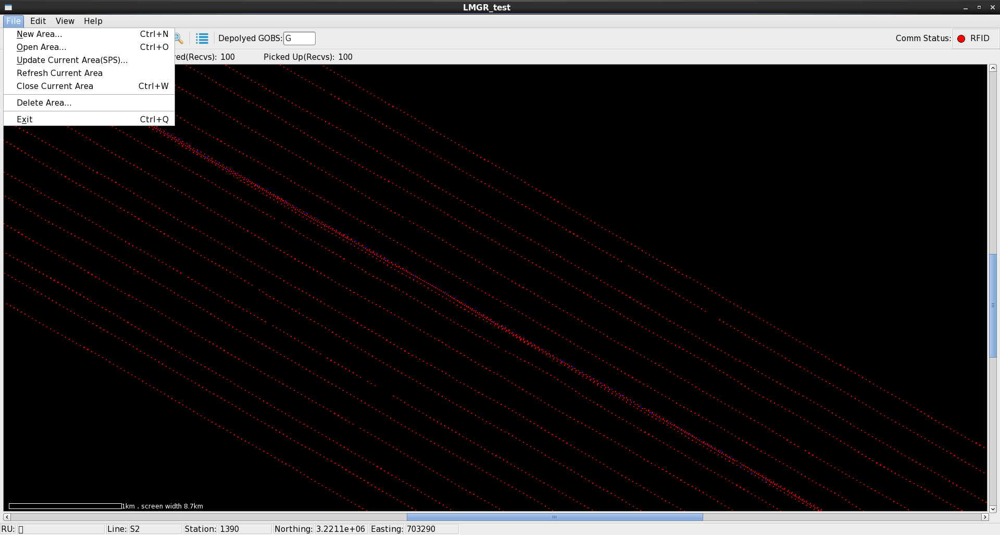 LMGR_test
File Edit View Help
New Area... Ctrl+N
Open Area... Ctrl+O
Update Current Area(SPS)...
Refresh Current Area
Close Current Area Ctrl+W
Delete Area...
Exit Ctrl+Q
Depolyed GOBS: G
Comm Status: RFID
ed(Recvs): 100 Picked Up(Recvs): 100
1km , screen width 8.7km
RU: Line: S2 Station: 1390 Northing: 3.2211e+06 Easting: 703290